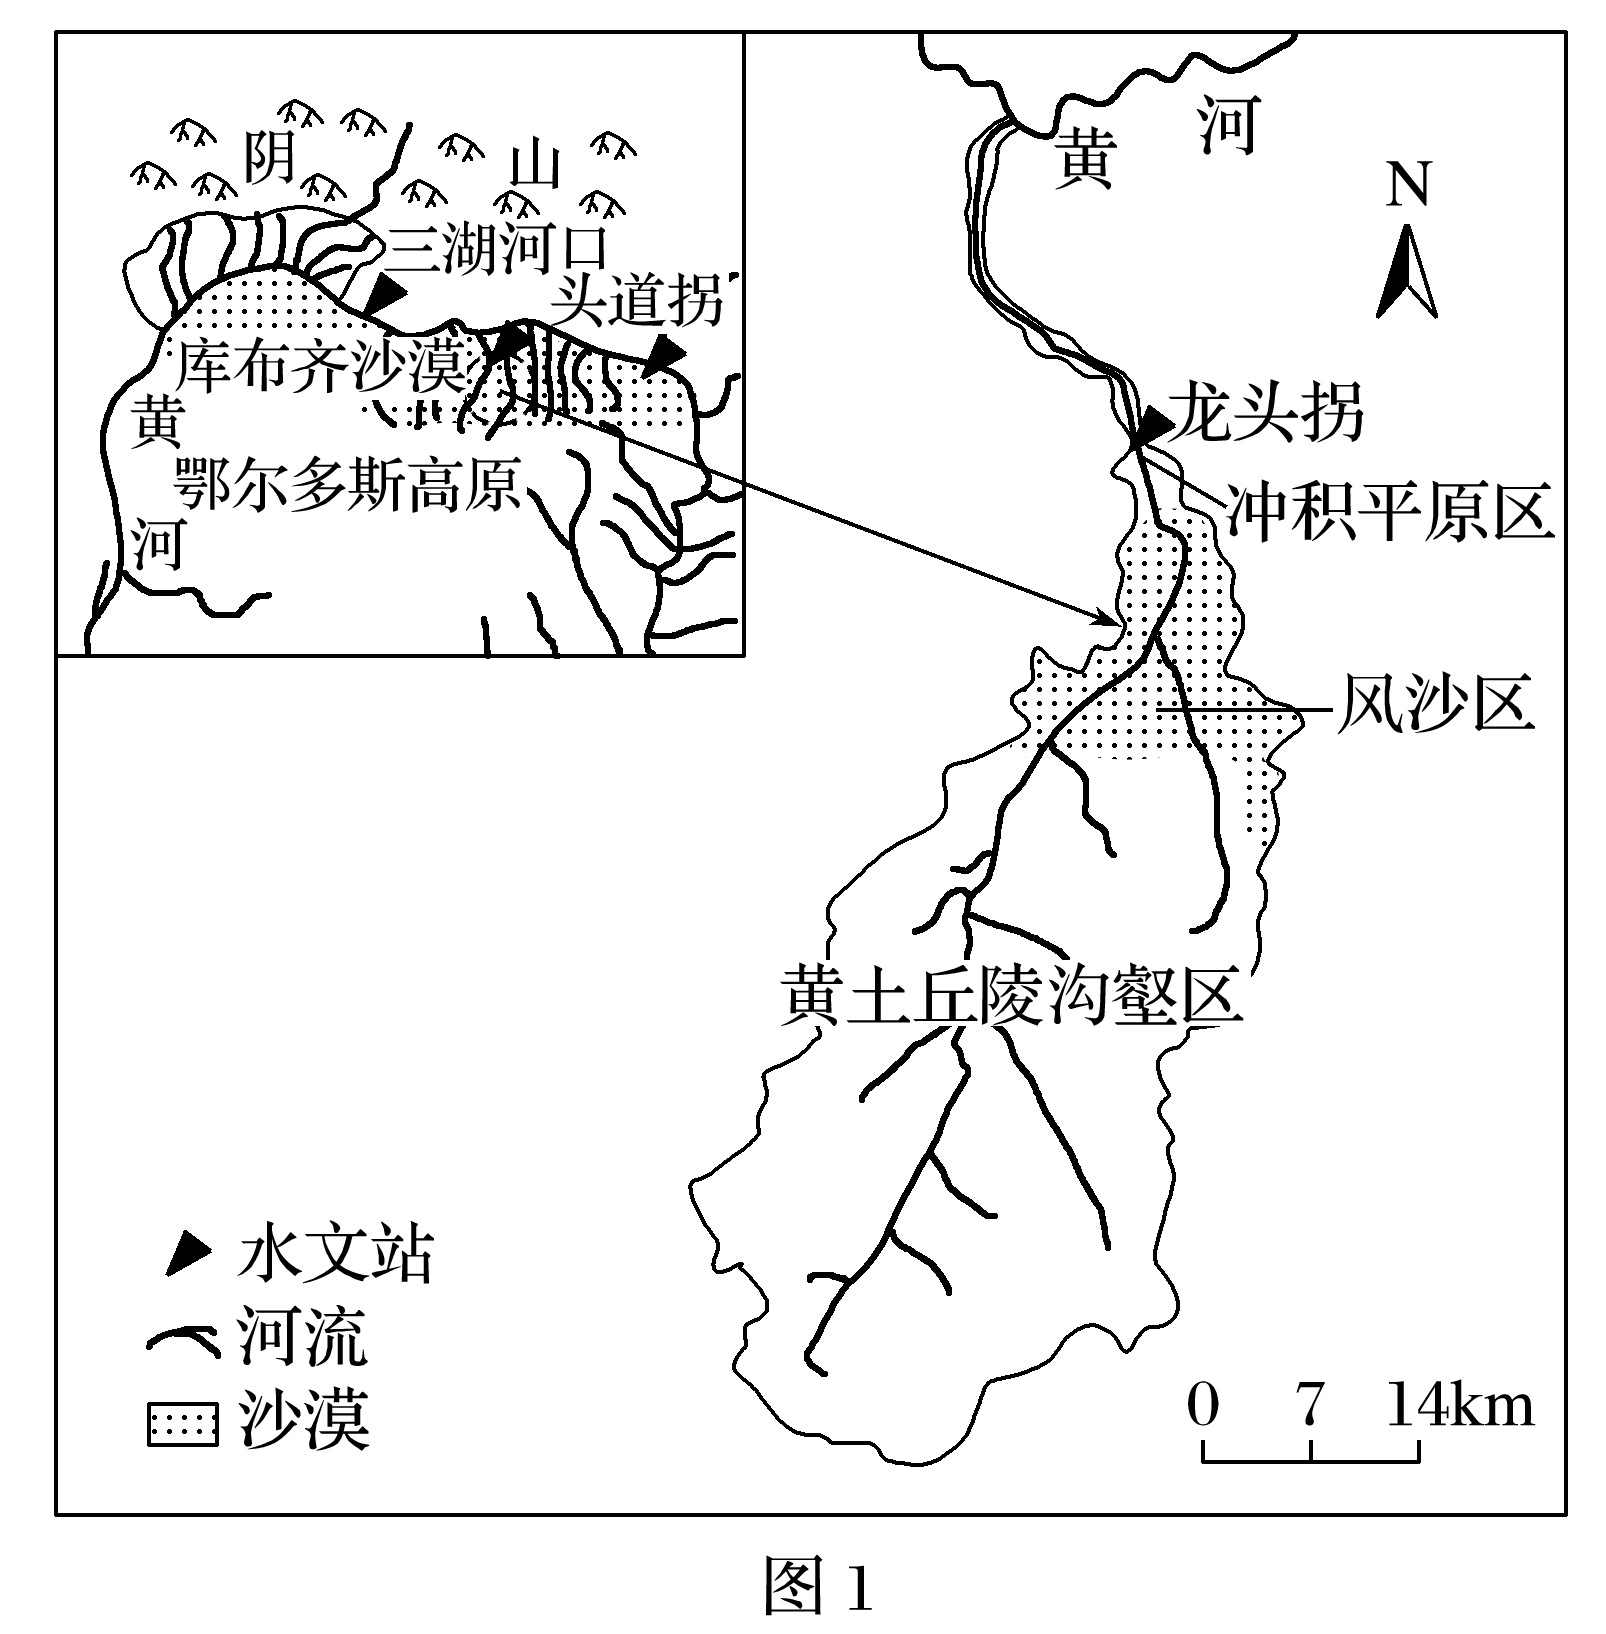 阴 山
三湖河口
头道拐
库布齐沙漠
黄
河
鄂尔多斯高原
黄 河
N
龙头拐
冲积平原区
风沙区
黄土丘陵沟壑区
水文站
河流
沙漠
0 7 14km
图 1